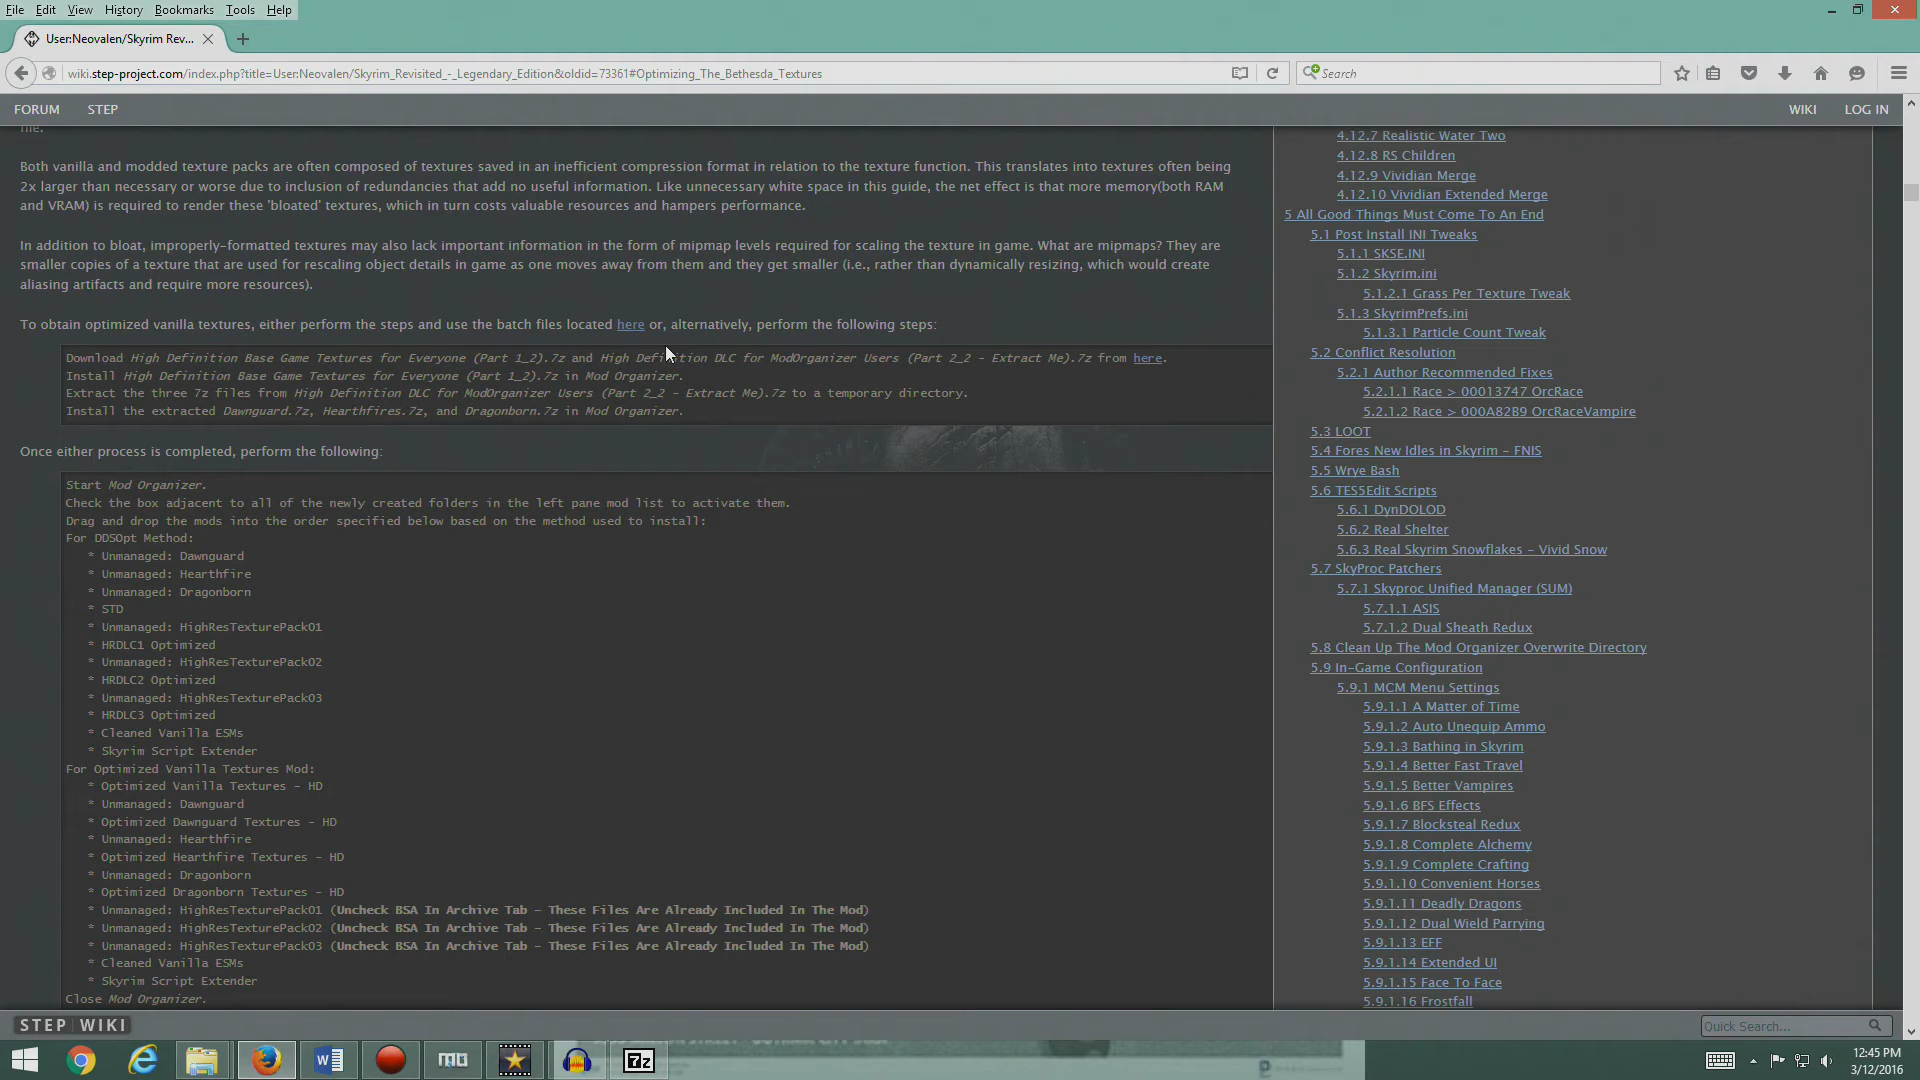 File Edit View History Bookmarks Tools Help
User:Neovalen/Skyrim Rev...
wiki.step-project.com/index.php?title=User:Neovalen/Skyrim_Revisited_-_Legendary_Edition&oldid=73361#Optimizing_The_Bethesda_Textures
Search
FORUM STEP WIKI LOG IN
me.
Both vanilla and modded texture packs are often composed of textures saved in an inefficient compression format in relation to the texture function. This translates into textures often being
2x larger than necessary or worse due to inclusion of redundancies that add no useful information. Like unnecessary white space in this guide, the net effect is that more memory(both RAM
and VRAM) is required to render these 'bloated' textures, which in turn costs valuable resources and hampers performance.
In addition to bloat, improperly-formatted textures may also lack important information in the form of mipmap levels required for scaling the texture in game. What are mipmaps? They are
smaller copies of a texture that are used for rescaling object details in game as one moves away from them and they get smaller (i.e., rather than dynamically resizing, which would create
aliasing artifacts and require more resources).
To obtain optimized vanilla textures, either perform the steps and use the batch files located here or, alternatively, perform the following steps:
Download High Definition Base Game Textures for Everyone (Part 1_2).7z and High Definition DLC for ModOrganizer Users (Part 2_2 - Extract Me).7z from here.
Install High Definition Base Game Textures for Everyone (Part 1_2).7z in Mod Organizer.
Extract the three 7z files from High Definition DLC for ModOrganizer Users (Part 2_2 - Extract Me).7z to a temporary directory.
Install the extracted Dawnguard.7z, Hearthfires.7z, and Dragonborn.7z in Mod Organizer.
Once either process is completed, perform the following:
Start Mod Organizer.
Check the box adjacent to all of the newly created folders in the left pane mod list to activate them.
Drag and drop the mods into the order specified below based on the method used to install:
For DDSOpt Method:
* Unmanaged: Dawnguard
* Unmanaged: Hearthfire
* Unmanaged: Dragonborn
* STD
* Unmanaged: HighResTexturePack01
* HRDLC1 Optimized
* Unmanaged: HighResTexturePack02
* HRDLC2 Optimized
* Unmanaged: HighResTexturePack03
* HRDLC3 Optimized
* Cleaned Vanilla ESMs
* Skyrim Script Extender
For Optimized Vanilla Textures Mod:
* Optimized Vanilla Textures - HD
* Unmanaged: Dawnguard
* Optimized Dawnguard Textures - HD
* Unmanaged: Hearthfire
* Optimized Hearthfire Textures - HD
* Unmanaged: Dragonborn
* Optimized Dragonborn Textures - HD
* Unmanaged: HighResTexturePack01 (Uncheck BSA In Archive Tab - These Files Are Already Included In The Mod)
* Unmanaged: HighResTexturePack02 (Uncheck BSA In Archive Tab - These Files Are Already Included In The Mod)
* Unmanaged: HighResTexturePack03 (Uncheck BSA In Archive Tab - These Files Are Already Included In The Mod)
* Cleaned Vanilla ESMs
* Skyrim Script Extender
Close Mod Organizer.
4.12.7 Realistic Water Two
4.12.8 RS Children
4.12.9 Vividian Merge
4.12.10 Vividian Extended Merge
5 All Good Things Must Come To An End
5.1 Post Install INI Tweaks
5.1.1 SKSE.INI
5.1.2 Skyrim.ini
5.1.2.1 Grass Per Texture Tweak
5.1.3 SkyrimPrefs.ini
5.1.3.1 Particle Count Tweak
5.2 Conflict Resolution
5.2.1 Author Recommended Fixes
5.2.1.1 Race > 00013747 OrcRace
5.2.1.2 Race > 000A82B9 OrcRaceVampire
5.3 LOOT
5.4 Fores New Idles in Skyrim - FNIS
5.5 Wrye Bash
5.6 TES5Edit Scripts
5.6.1 DynDOLOD
5.6.2 Real Shelter
5.6.3 Real Skyrim Snowflakes - Vivid Snow
5.7 SkyProc Patchers
5.7.1 Skyproc Unified Manager (SUM)
5.7.1.1 ASIS
5.7.1.2 Dual Sheath Redux
5.8 Clean Up The Mod Organizer Overwrite Directory
5.9 In-Game Configuration
5.9.1 MCM Menu Settings
5.9.1.1 A Matter of Time
5.9.1.2 Auto Unequip Ammo
5.9.1.3 Bathing in Skyrim
5.9.1.4 Better Fast Travel
5.9.1.5 Better Vampires
5.9.1.6 BFS Effects
5.9.1.7 Blocksteal Redux
5.9.1.8 Complete Alchemy
5.9.1.9 Complete Crafting
5.9.1.10 Convenient Horses
5.9.1.11 Deadly Dragons
5.9.1.12 Dual Wield Parrying
5.9.1.13 EFF
5.9.1.14 Extended UI
5.9.1.15 Face To Face
5.9.1.16 Frostfall
STEP WIKI
Quick Search...
7z
12:45 PM
3/12/2016